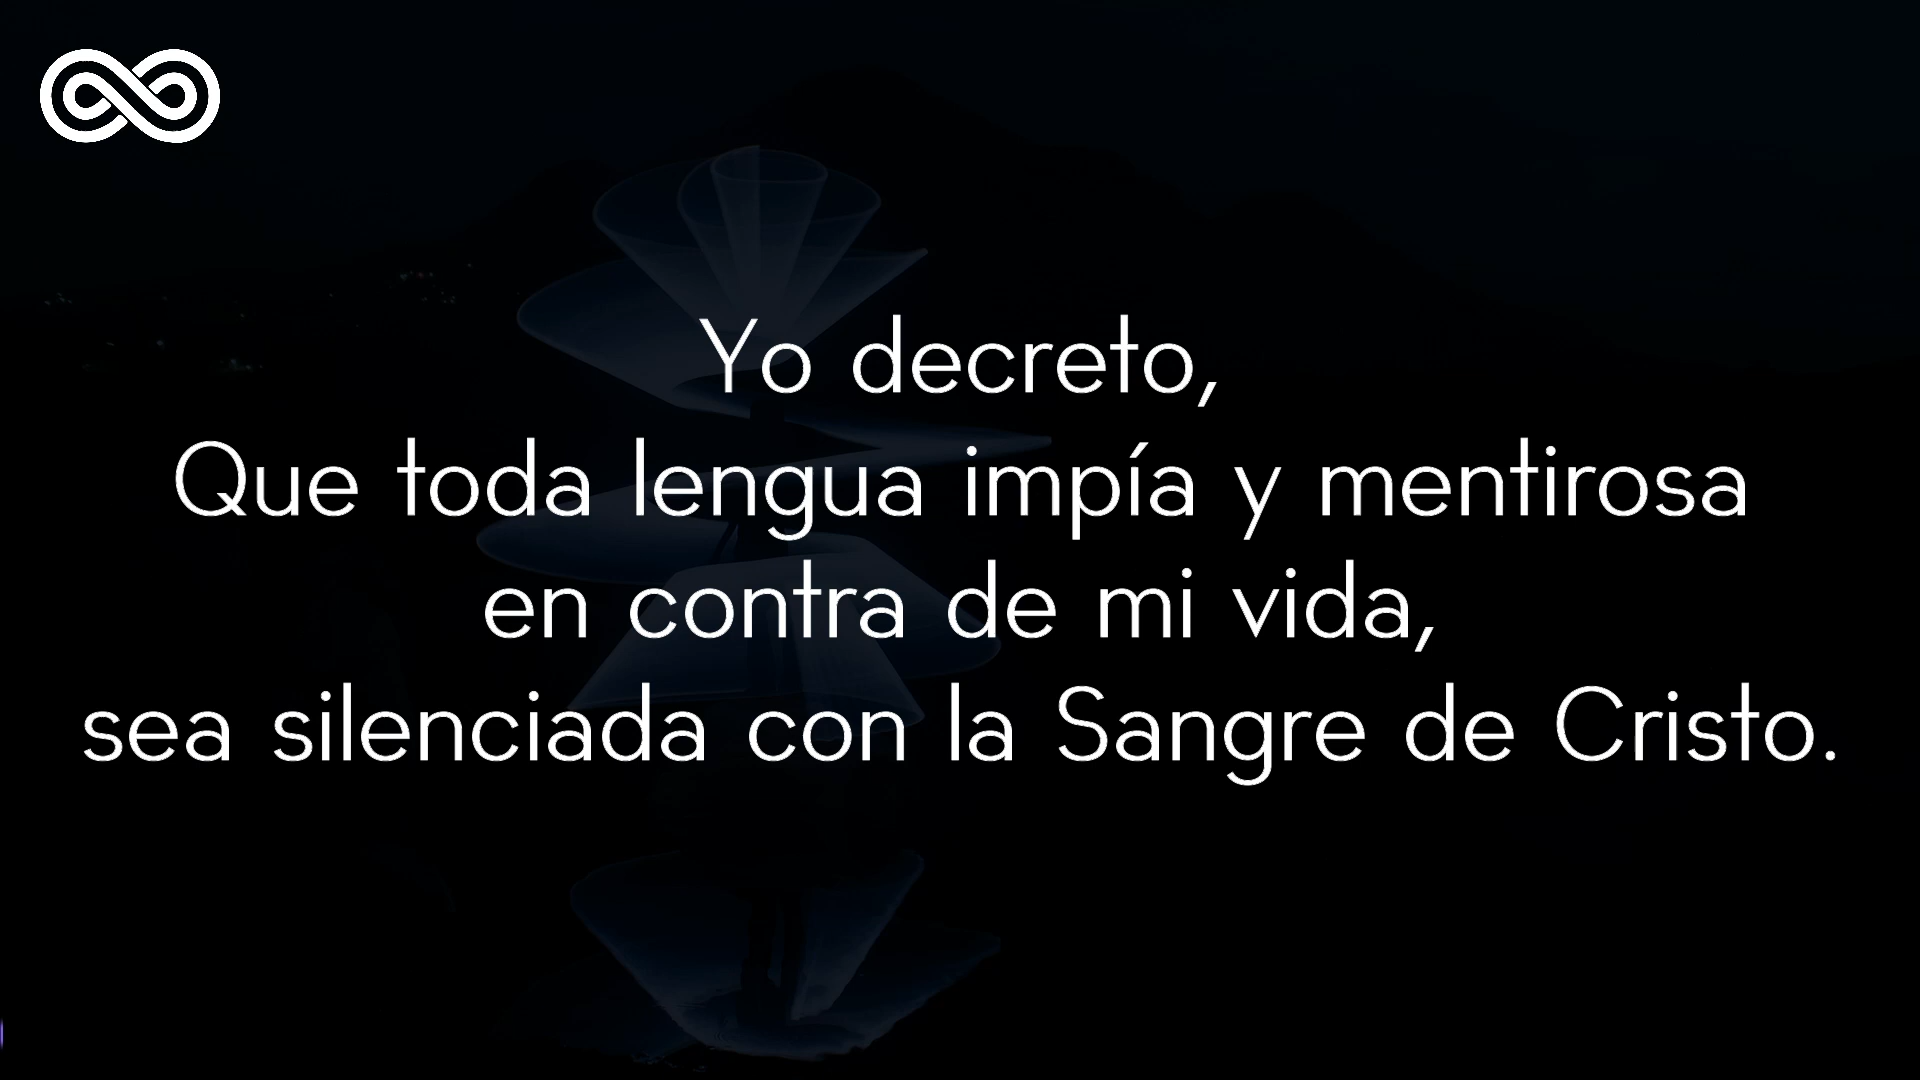 Yo decreto,
Que toda lengua impía y mentirosa
en contra de mi vida,
sea silenciada con la Sangre de Cristo.